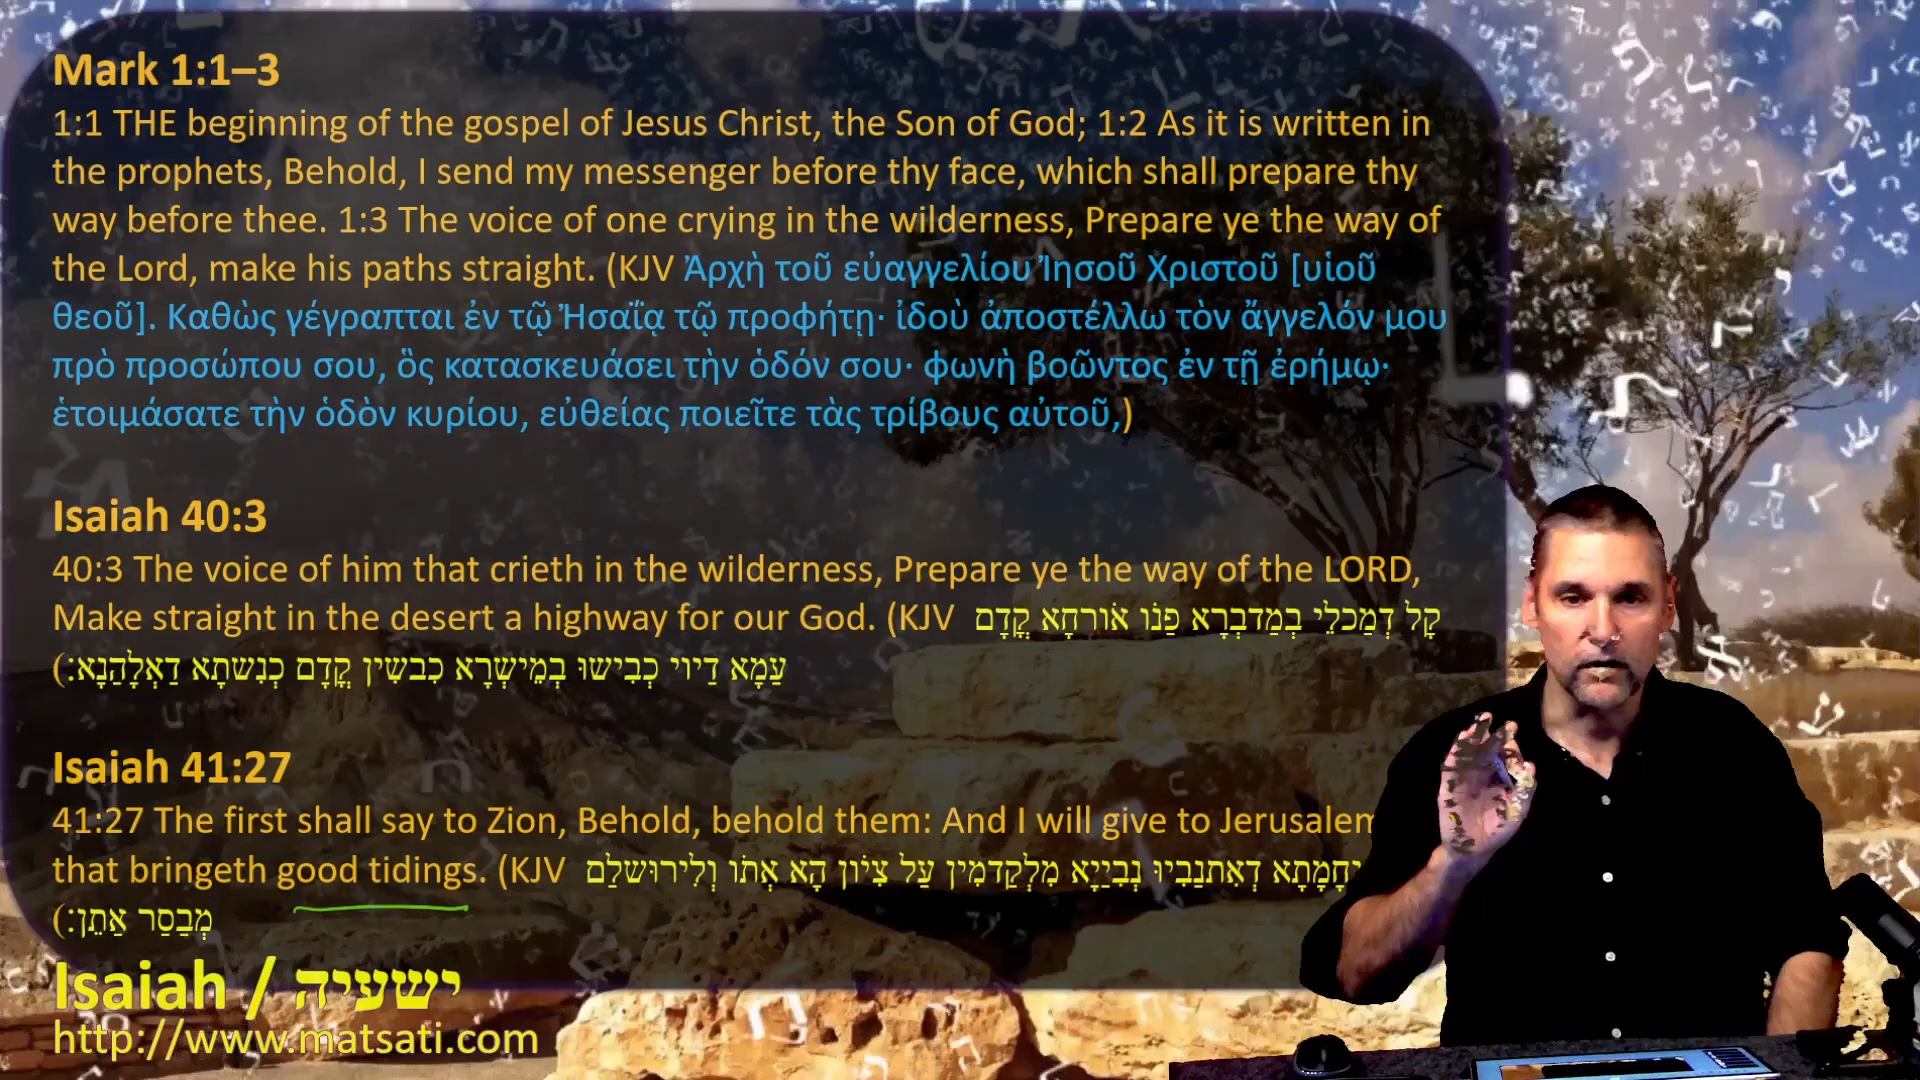 Mark 1:1–3
1:1 THE beginning of the gospel of Jesus Christ, the Son of God; 1:2 As it is written in
the prophets, Behold, I send my messenger before thy face, which shall prepare thy
way before thee. 1:3 The voice of one crying in the wilderness, Prepare ye the way of
the Lord, make his paths straight. (KJV Ἀρχὴ τοῦ εὐαγγελίου Ἰησοῦ Χριστοῦ [υἱοῦ
θεοῦ]. Καθὼς γέγραπται ἐν τῷ Ἠσαΐᾳ τῷ προφήτῃ· ἰδοὺ ἀποστέλλω τὸν ἄγγελόν μου
πρὸ προσώπου σου, ὃς κατασκευάσει τὴν ὁδόν σου· φωνὴ βοῶντος ἐν τῇ ἐρήμῳ·
ἑτοιμάσατε τὴν ὁδὸν κυρίου, εὐθείας ποιεῖτε τὰς τρίβους αὐτοῦ,)
Isaiah 40:3
40:3 The voice of him that crieth in the wilderness, Prepare ye the way of the LORD,
Make straight in the desert a highway for our God. (KJV קָל דְמַכלֵי בְמַדבְרָא פַנֹו אֹורחָא קֳדָם
עַמָא דַיוי כְבִישוּ בְמֵישְרָא כִבשִין קֳדָם כְנִשתָא דַאְלָהַנָא׃)
Isaiah 41:27
41:27 The first shall say to Zion, Behold, behold them: And I will give to Jerusalem
that bringeth good tidings. (KJV יחָמָתָא דְאִתנַבִיוּ נְבִיַיָא מִלְקַדמִין עַל צִיֹון הָא אְתֹו וְלִירוּשלַם
מְבַסַר אַתֵין׃)
Isaiah / ישעיה
http://www.matsati.com